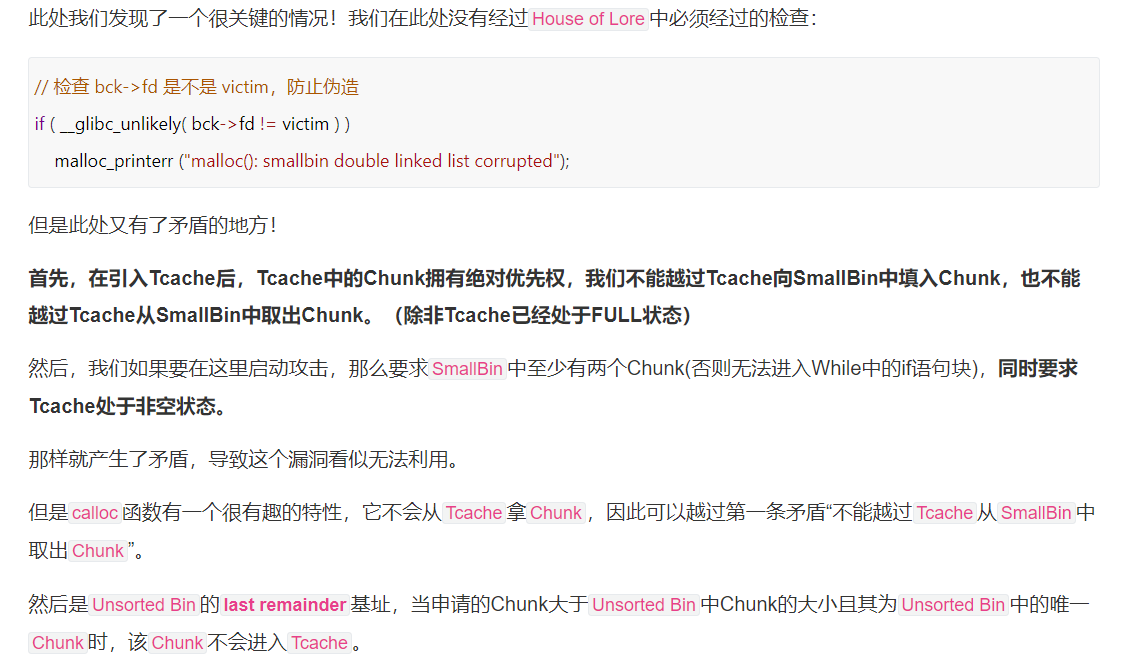 此处我们发现了一个很关键的情况！我们在此处没有经过House of Lore中必须经过的检查：
// 检查 bck->fd 是不是 victim，防止伪造
if ( __glibc_unlikely( bck->fd != victim ) )
malloc_printerr ("malloc(): smallbin double linked list corrupted");
但是此处又有了矛盾的地方！
首先，在引入Tcache后，Tcache中的Chunk拥有绝对优先权，我们不能越过Tcache向SmallBin中填入Chunk，也不能
越过Tcache从SmallBin中取出Chunk。（除非Tcache已经处于FULL状态）
然后，我们如果要在这里启动攻击，那么要求SmallBin中至少有两个Chunk(否则无法进入While中的if语句块)，同时要求
Tcache处于非空状态。
那样就产生了矛盾，导致这个漏洞看似无法利用。
但是calloc函数有一个很有趣的特性，它不会从Tcache拿Chunk，因此可以越过第一条矛盾“不能越过Tcache从SmallBin中
取出Chunk”。
然后是Unsorted Bin的last remainder基址，当申请的Chunk大于Unsorted Bin中Chunk的大小且其为Unsorted Bin中的唯一
Chunk时，该Chunk不会进入Tcache。